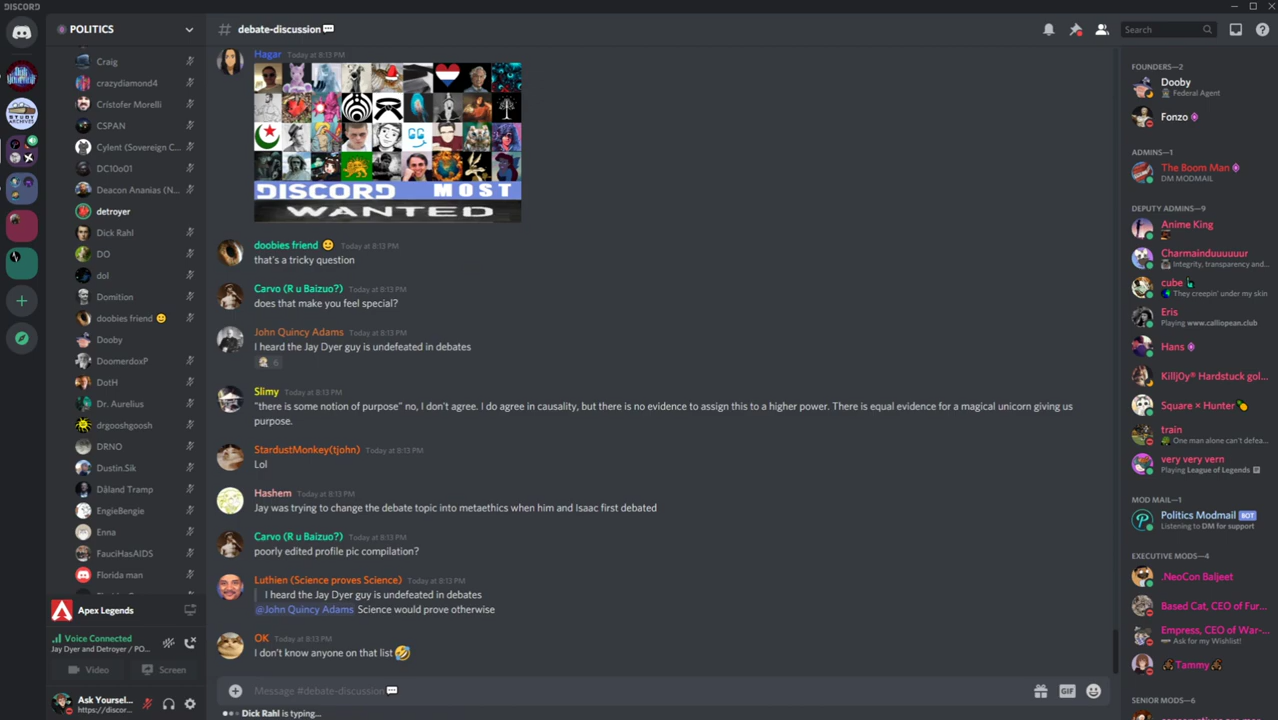 DISCORD
POLITICS
Craig
crazydiamond4
Cristofer Morelli
CSPAN
Cylent (Sovereign C...
DC10o01
Deacon Ananias (N...
detroyer
Dick Rahl
DO
dol
Domition
doobies friend 🙂
Dooby
DoomerdoxP
DotH
Dr. Aurelius
drgooshgoosh
DRNO
Dustin.Sik
Dåland Tramp
EngieBengie
Enna
FauciHasAIDS
Florida man
Apex Legends
Voice Connected
Jay Dyer and Detroyer / PO...
Video
Screen
Ask Yoursel...
https://discor...
# debate-discussion💬
Search
Hagar Today at 8:13 PM
DISCORD MOST
WANTED
doobies friend 🙂 Today at 8:13 PM
that's a tricky question
Carvo (R u Baizuo?) Today at 8:13 PM
does that make you feel special?
John Quincy Adams Today at 8:13 PM
I heard the Jay Dyer guy is undefeated in debates
6
Slimy Today at 8:13 PM
"there is some notion of purpose" no, I don't agree. I do agree in causality, but there is no evidence to assign this to a higher power. There is equal evidence for a magical unicorn giving us
purpose.
StardustMonkey(tjohn) Today at 8:13 PM
Lol
Hashem Today at 8:13 PM
Jay was trying to change the debate topic into metaethics when him and Isaac first debated
Carvo (R u Baizuo?) Today at 8:13 PM
poorly edited profile pic compilation?
Luthien (Science proves Science) Today at 8:13 PM
I heard the Jay Dyer guy is undefeated in debates
@John Quincy Adams Science would prove otherwise
OK Today at 8:13 PM
I don't know anyone on that list🤣
Message #debate-discussion💬
GIF
Dick Rahl is typing...
FOUNDERS—2
Dooby
Federal Agent
Fonzo
ADMINS—1
The Boom Man
DM MODMAIL
DEPUTY ADMINS—9
Anime King
Charmainduuuuuur
Integrity, transparency and...
cube
They creepin' under my skin
Eris
Playing www.calliopean.club
Hans
Killj0y® Hardstuck gol...
Square × Hunter🍍
train
One man alone can't defea...
very very vern
Playing League of Legends
MOD MAIL—1
Politics Modmail BOT
Listening to DM for support
EXECUTIVE MODS—4
.NeoCon Baljeet
Based Cat, CEO of Fur...
Empress, CEO of War-...
Ask for my Wishlist!
Tammy
SENIOR MODS—6